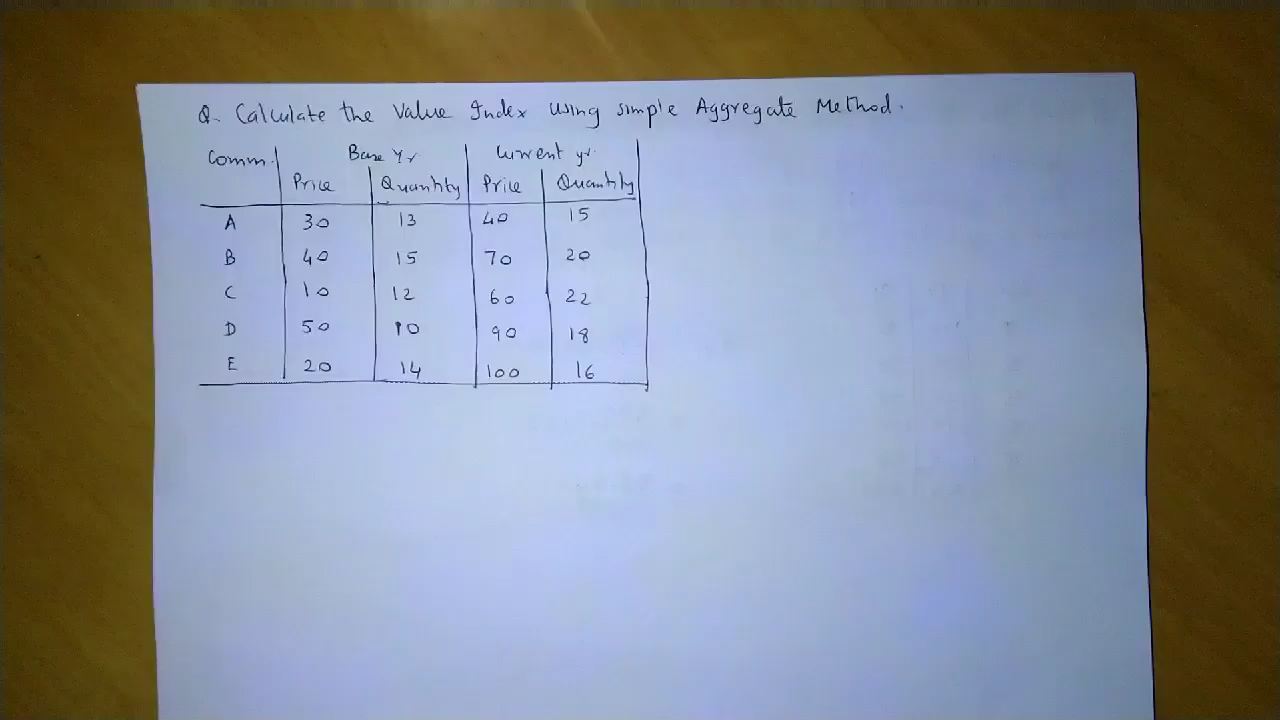 Q. Calculate the Value Index using simple Aggregate Method.
Comm. Base Yr Current yr.
Price Quantity Price Quantity
A 30 13 40 15
B 40 15 70 20
C 10 12 60 22
D 50 10 90 18
E 20 14 100 16